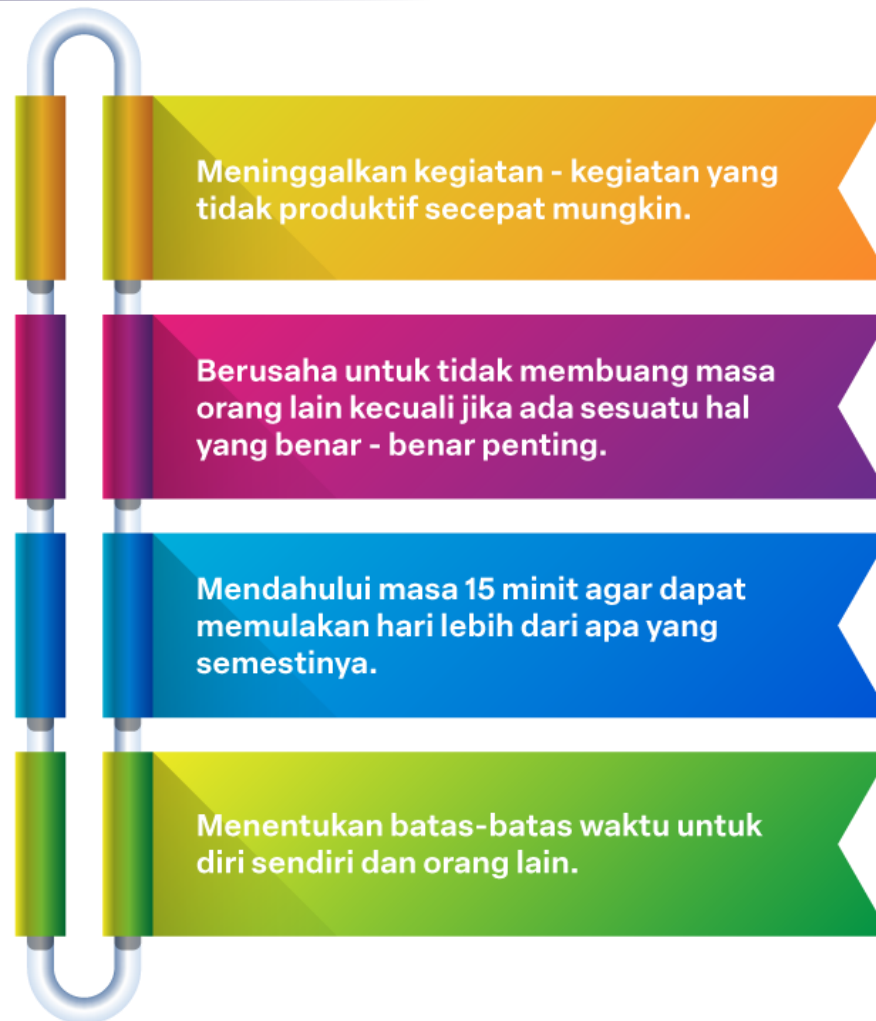 Meninggalkan kegiatan - kegiatan yang
tidak produktif secepat mungkin.
Berusaha untuk tidak membuang masa
orang lain kecuali jika ada sesuatu hal
yang benar - benar penting.
Mendahului masa 15 minit agar dapat
memulakan hari lebih dari apa yang
semestinya.
Menentukan batas-batas waktu untuk
diri sendiri dan orang lain.